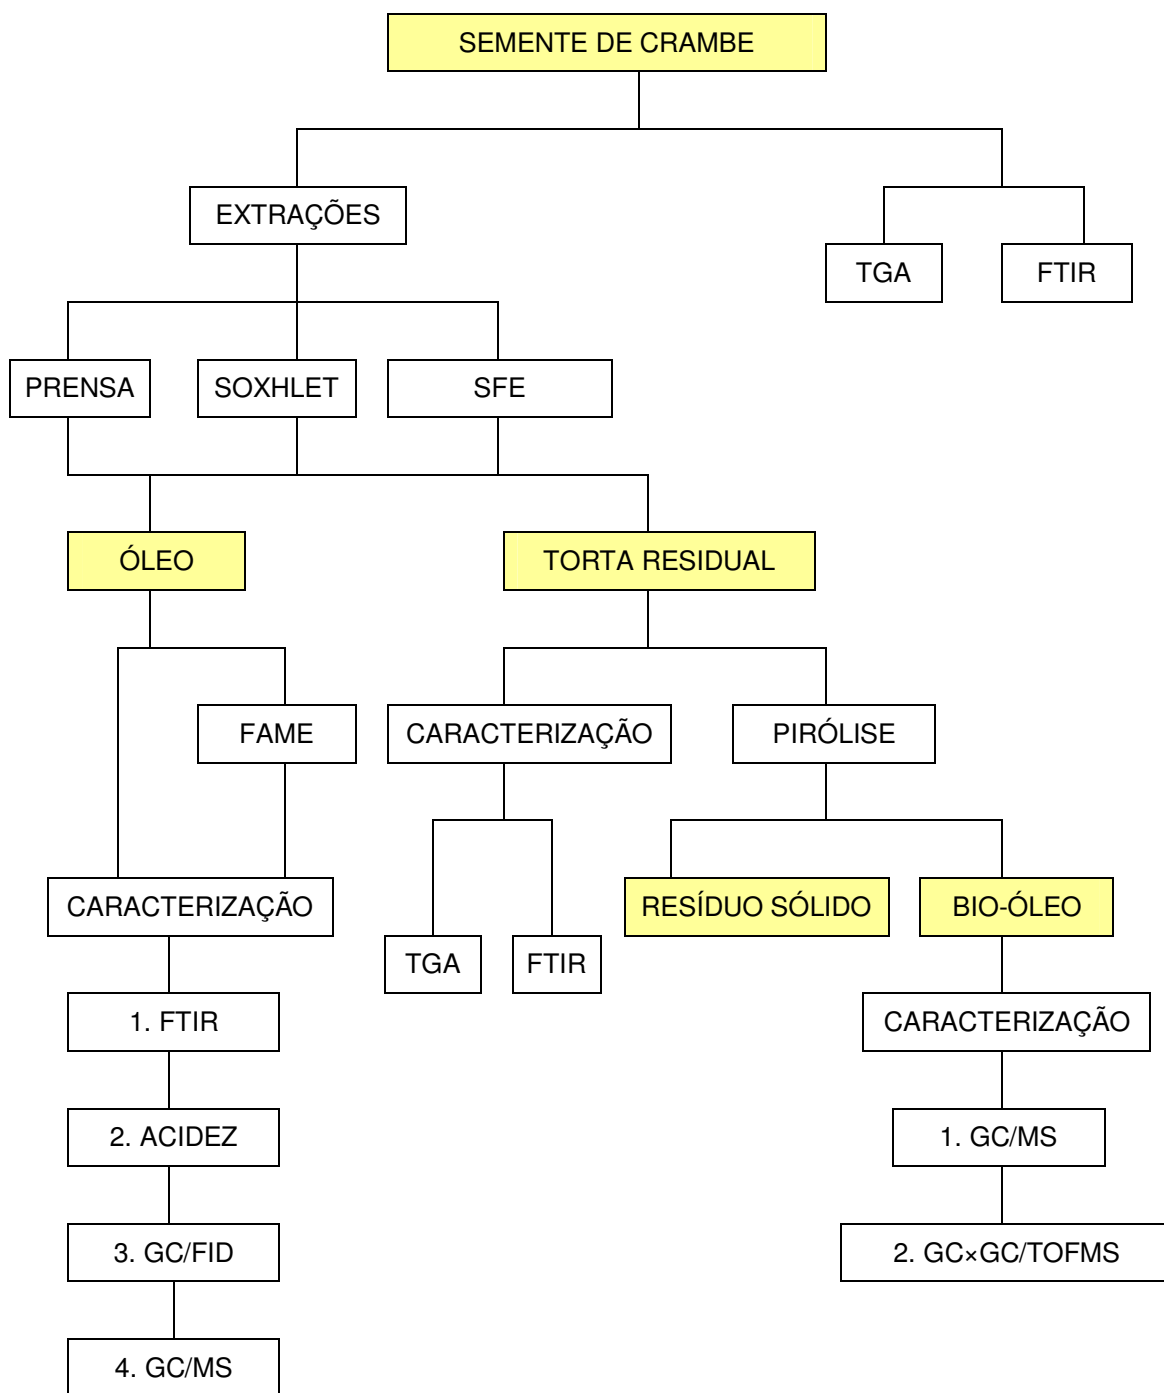 SEMENTE DE CRAMBE
EXTRAÇÕES
TGA
FTIR
PRENSA
SOXHLET
SFE
ÓLEO
TORTA RESIDUAL
FAME
CARACTERIZAÇÃO
PIRÓLISE
CARACTERIZAÇÃO
RESÍDUO SÓLIDO
BIO-ÓLEO
TGA
FTIR
1. FTIR
CARACTERIZAÇÃO
2. ACIDEZ
1. GC/MS
3. GC/FID
2. GC×GC/TOFMS
4. GC/MS